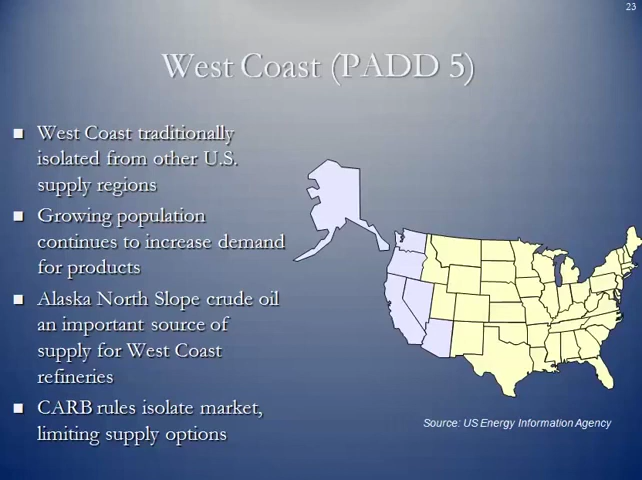 23
West Coast (PADD 5)
■ West Coast traditionally
isolated from other U.S.
supply regions
■ Growing population
continues to increase demand
for products
■ Alaska North Slope crude oil
an important source of
supply for West Coast
refineries
■ CARB rules isolate market,
limiting supply options
Source: US Energy Information Agency